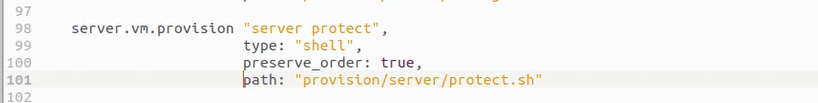 97
98 server.vm.provision "server protect",
99 type: "shell",
100 preserve_order: true,
101 path: "provision/server/protect.sh"
102